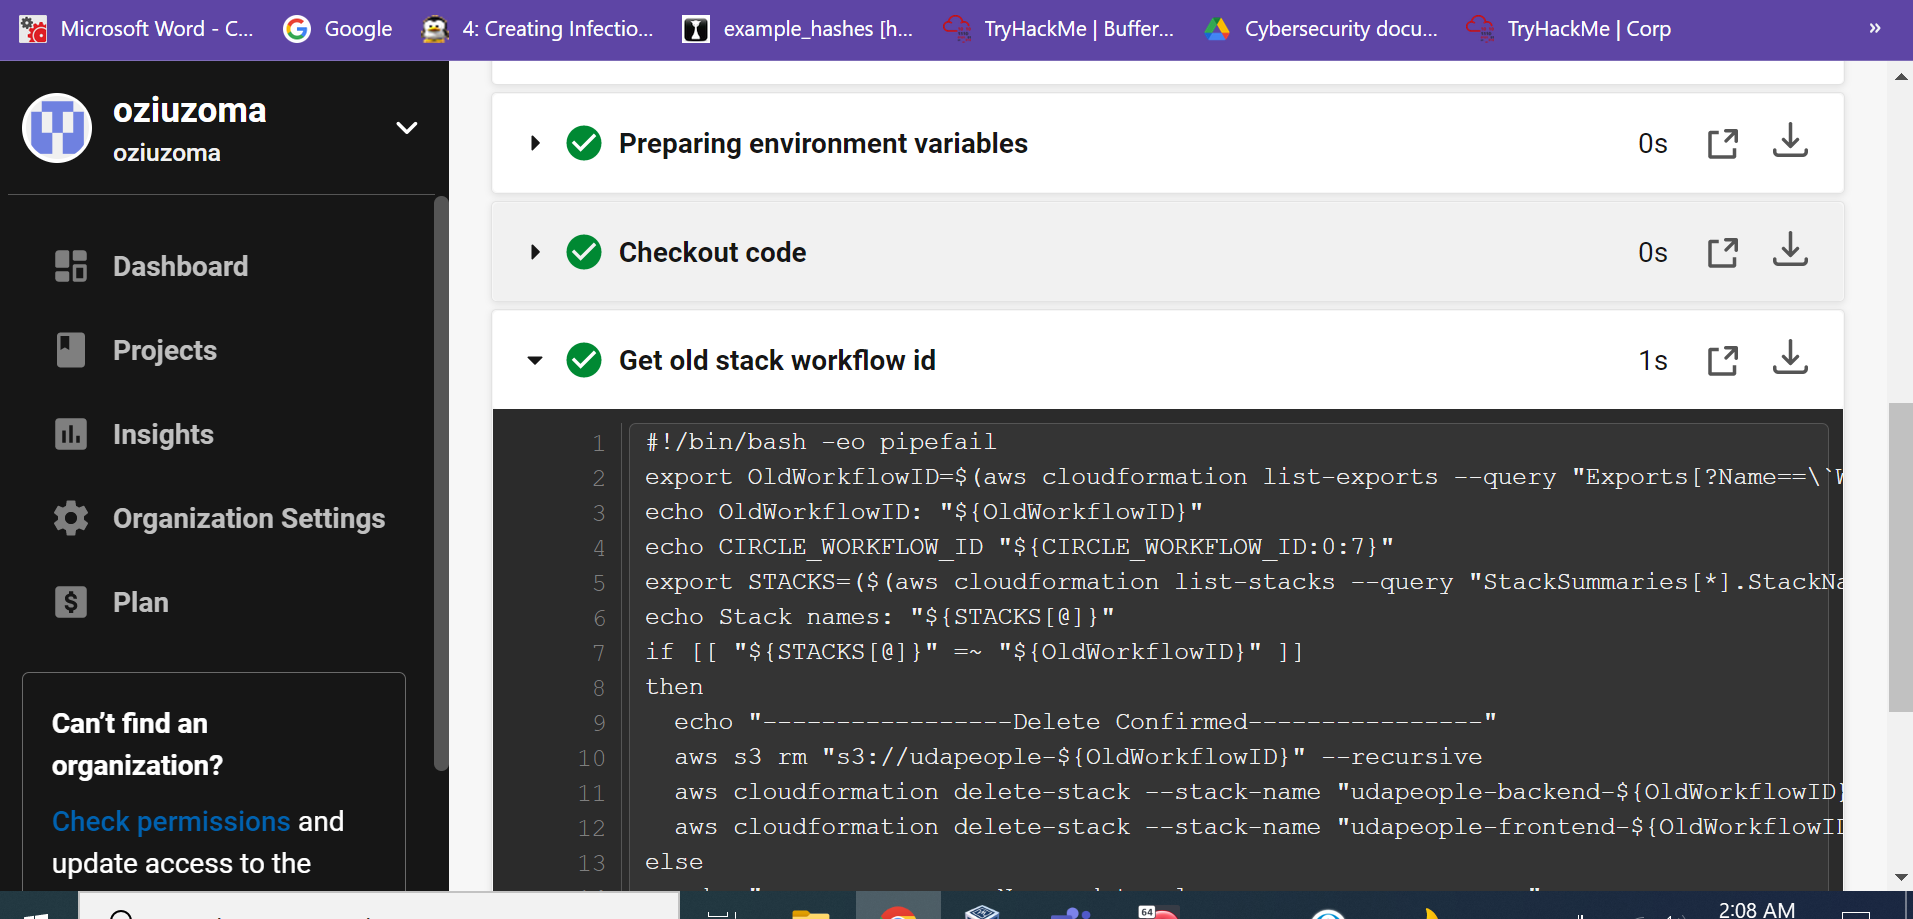 Microsoft Word - C...
Google
4: Creating Infectio...
example_hashes [h...
TryHackMe | Buffer...
Cybersecurity docu...
TryHackMe | Corp
»
oziuzoma
oziuzoma
Dashboard
Projects
Insights
Organization Settings
Plan
Can't find an
organization?
Check permissions and
update access to the
Preparing environment variables 0s
Checkout code 0s
Get old stack workflow id 1s
1 #!/bin/bash -eo pipefail
2 export OldWorkflowID=$(aws cloudformation list-exports --query "Exports[?Name==\`W
3 echo OldWorkflowID: "${OldWorkflowID}"
4 echo CIRCLE_WORKFLOW_ID "${CIRCLE_WORKFLOW_ID:0:7}"
5 export STACKS=($(aws cloudformation list-stacks --query "StackSummaries[*].StackNa
6 echo Stack names: "${STACKS[@]}"
7 if [[ "${STACKS[@]}" =~ "${OldWorkflowID}" ]]
8 then
9 echo "-----------------Delete Confirmed----------------"
10 aws s3 rm "s3://udapeople-${OldWorkflowID}" --recursive
11 aws cloudformation delete-stack --stack-name "udapeople-backend-${OldWorkflowID}
12 aws cloudformation delete-stack --stack-name "udapeople-frontend-${OldWorkflowID
13 else
64
2:08 AM